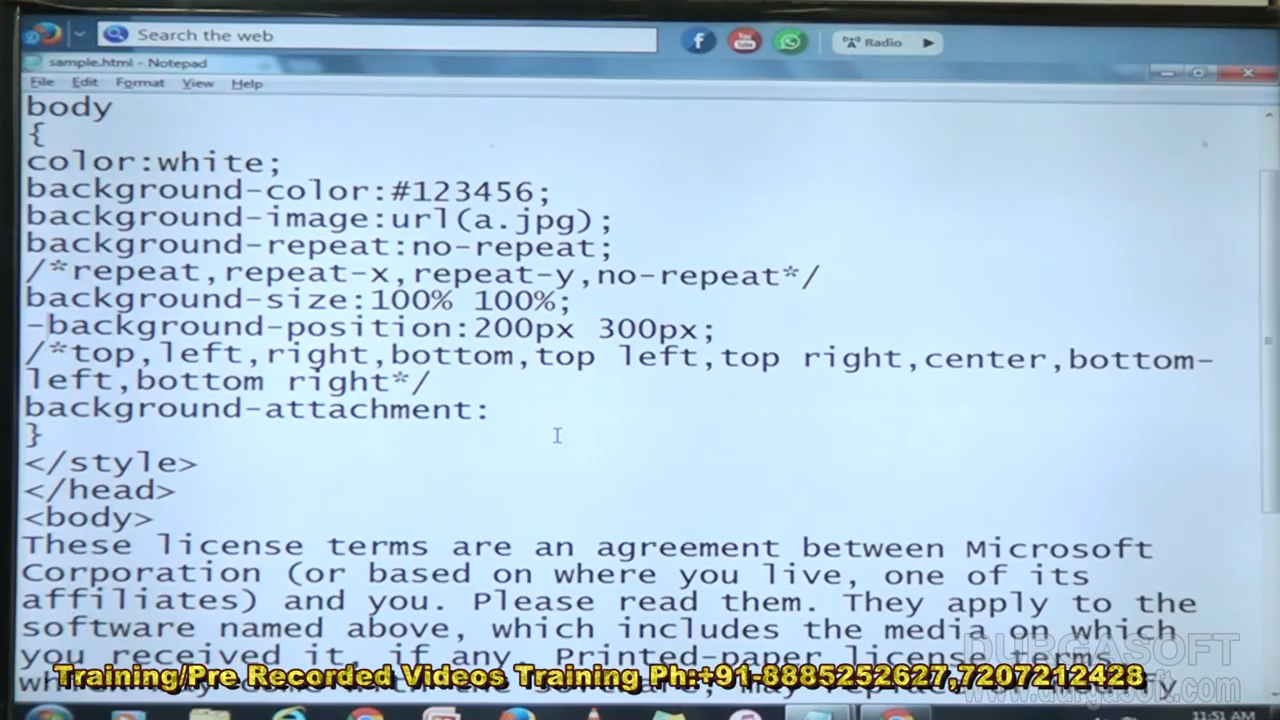 Search the web
Radio
sample.html - Notepad
File Edit Format View Help
body
{
color:white;
background-color:#123456;
background-image:url(a.jpg);
background-repeat:no-repeat;
/*repeat,repeat-x,repeat-y,no-repeat*/
background-size:100% 100%;
-background-position:200px 300px;
/*top,left,right,bottom,top left,top right,center,bottom-
left,bottom right*/
background-attachment:
}
</style>
</head>
<body>
These license terms are an agreement between Microsoft
Corporation (or based on where you live, one of its
affiliates) and you. Please read them. They apply to the
software named above, which includes the media on which
you received it, if any. Printed-paper license terms
DURGASOFT
Training/Pre Recorded Videos Training Ph:+91-8885252627,7207212428
www.durgasoft.com
11:51 AM